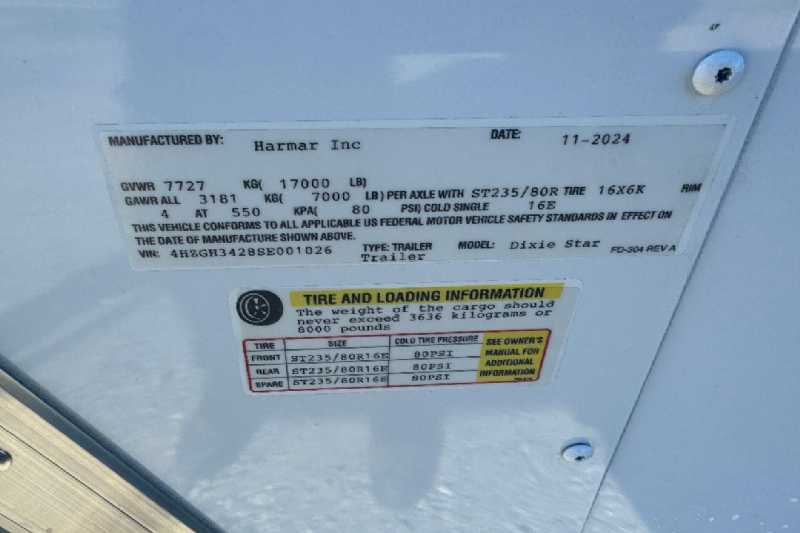 MANUFACTURED BY: Harmar Inc DATE: 11-2024
GVWR 7727 KG( 17000 LB)
GAWR ALL 3181 KG( 7000 LB) PER AXLE WITH ST235/80R TIRE 16X6K RIM
4 AT 550 KPA( 80 PSI) COLD SINGLE 16E
THIS VEHICLE CONFORMS TO ALL APPLICABLE US FEDERAL MOTOR VEHICLE SAFETY STANDARDS IN EFFECT ON
THE DATE OF MANUFACTURE SHOWN ABOVE.
VIN: 4HZGH3428SE001026 TYPE: TRAILER MODEL: Dixie Star FD-304 REV A
Trailer
TIRE AND LOADING INFORMATION
The weight of the cargo should
never exceed 3636 kilograms or
8000 pounds
TIRE SIZE COLD TIRE PRESSURE
FRONT ST235/80R16E 80PSI
REAR ST235/80R16E 80PSI
SPARE ST235/80R16E 80PSI
SEE OWNER'S
MANUAL FOR
ADDITIONAL
INFORMATION